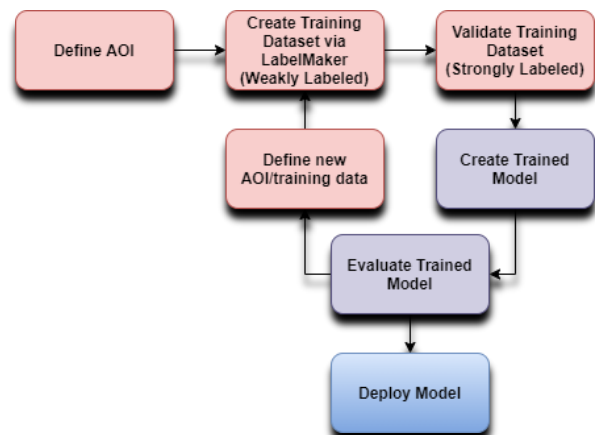 Define AOI
Create Training
Dataset via
LabelMaker
(Weakly Labeled)
Validate Training
Dataset
(Strongly Labeled)
Define new
AOI/training data
Create Trained
Model
Evaluate Trained
Model
Deploy Model